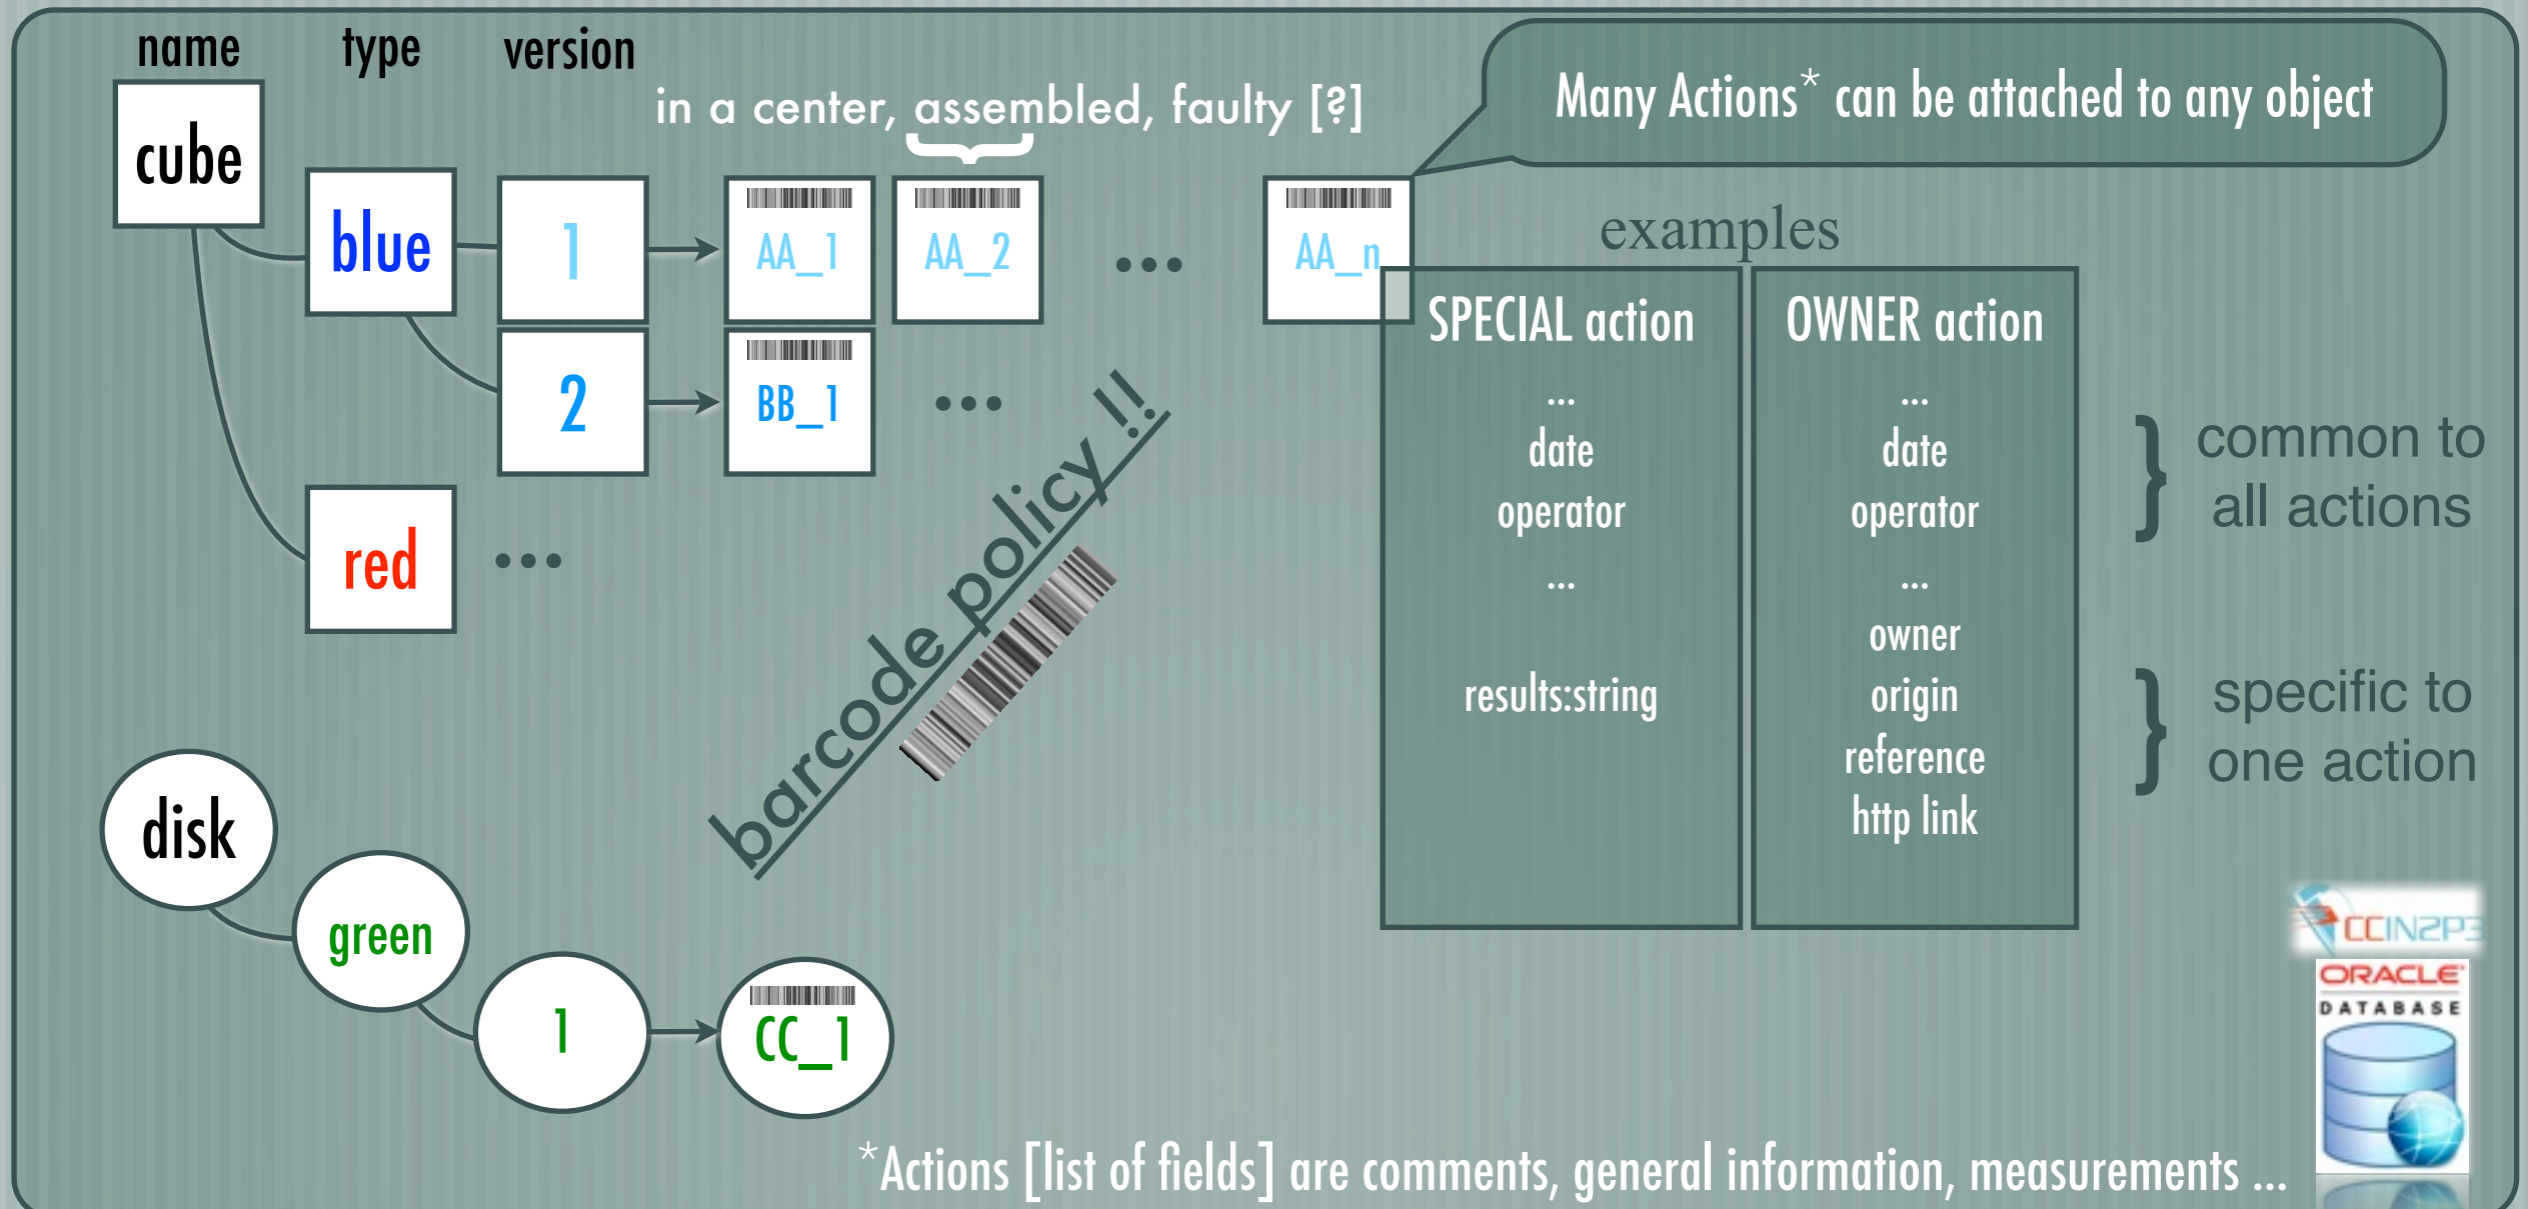 name type version
in a center, assembled, faulty [?]
Many Actions* can be attached to any object
cube
blue
1
AA_1
AA_2
...
AA_n
2
BB_1
...
red
...
barcode policy !!
examples
SPECIAL action
...
date
operator
...
results:string
OWNER action
...
date
operator
...
owner
origin
reference
http link
common to
all actions
specific to
one action
disk
green
1
CC_1
CCIN2P3
ORACLE
DATABASE
*Actions [list of fields] are comments, general information, measurements ...